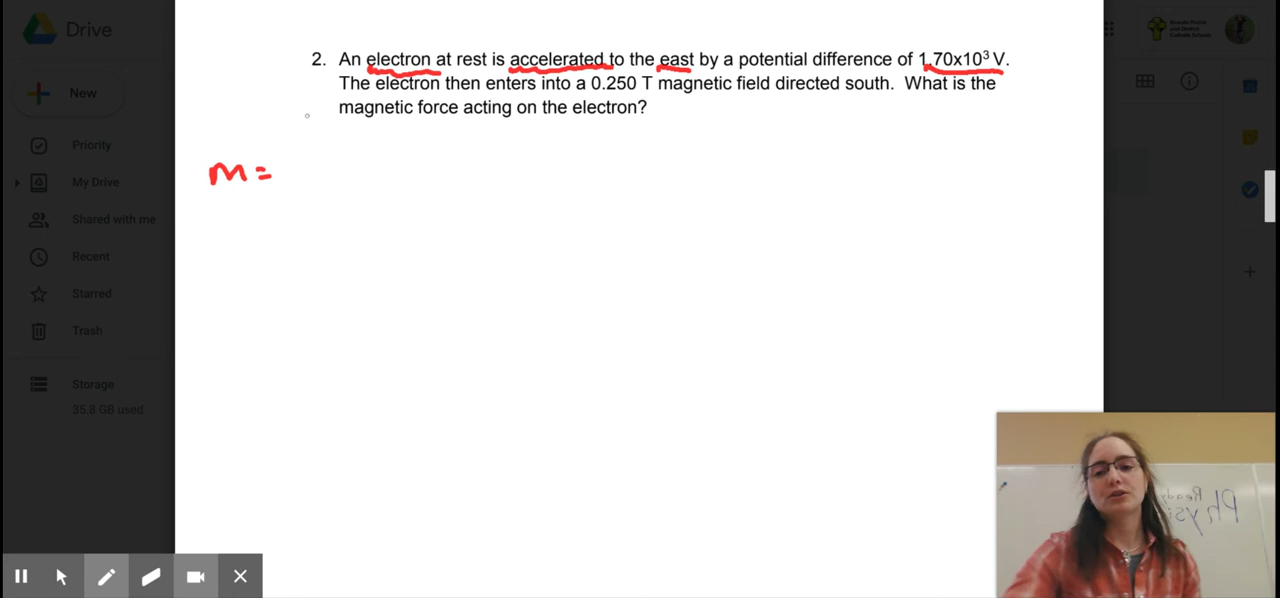 Drive
New
Priority
My Drive
Shared with me
Recent
Starred
Trash
Storage
35.8 GB used
2. An electron at rest is accelerated to the east by a potential difference of 1.70x10³ V.
The electron then enters into a 0.250 T magnetic field directed south. What is the
magnetic force acting on the electron?
m =
Ready
Physics